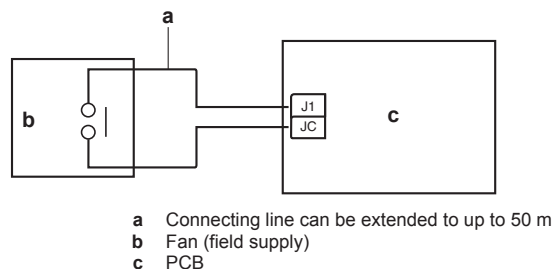 a
b
J1
JC
c
a Connecting line can be extended to up to 50 m
b Fan (field supply)
c PCB